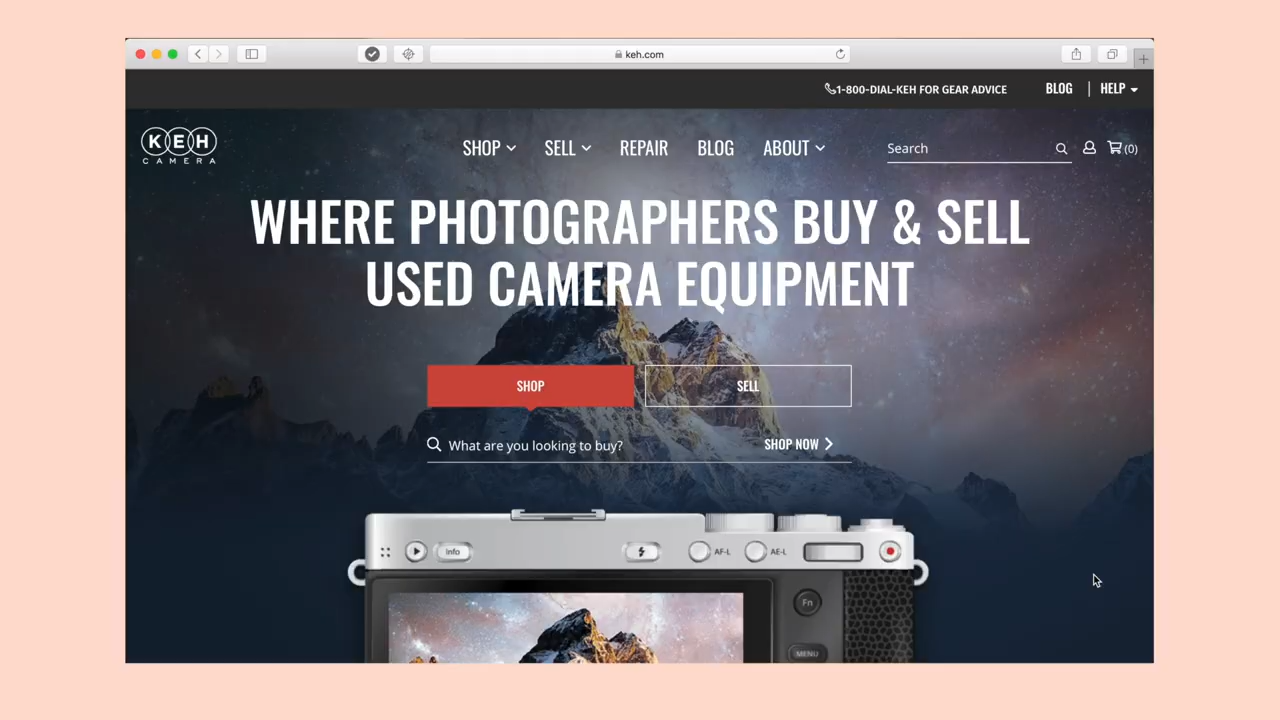 keh.com
1-800-DIAL-KEH FOR GEAR ADVICE
BLOG
HELP
KEH
CAMERA
SHOP
SELL
REPAIR
BLOG
ABOUT
Search
(0)
WHERE PHOTOGRAPHERS BUY & SELL
USED CAMERA EQUIPMENT
SHOP
SELL
What are you looking to buy?
SHOP NOW
Info
AF-L
AE-L
Fn
MENU